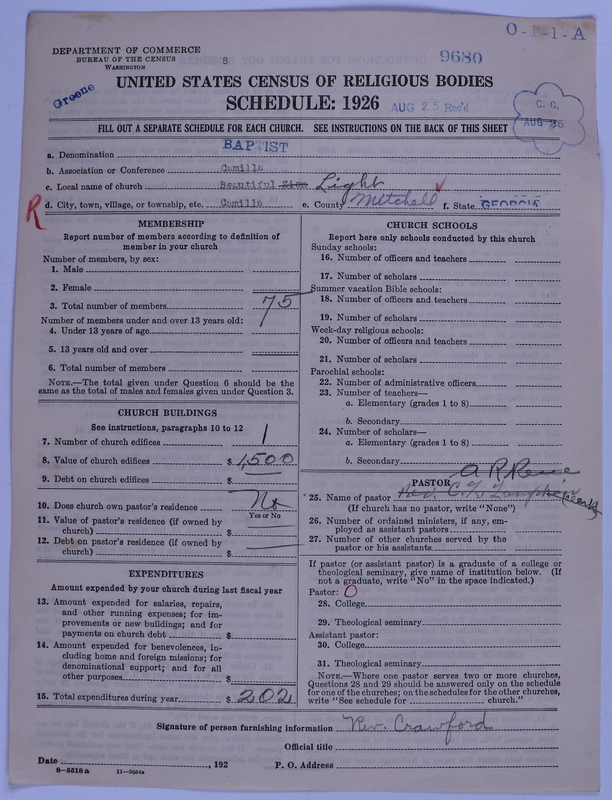 O-1-1-A
DEPARTMENT OF COMMERCE
BUREAU OF THE CENSUS
WASHINGTON
8
9680
Greene
UNITED STATES CENSUS OF RELIGIOUS BODIES
SCHEDULE: 1926
AUG 25 Rec'd
C. C.
AUG 25
FILL OUT A SEPARATE SCHEDULE FOR EACH CHURCH. SEE INSTRUCTIONS ON THE BACK OF THIS SHEET
a. Denomination BAPTIST
b. Association or Conference Camilla
c. Local name of church Beautiful Zion Light
d. City, town, village, or township, etc. Camilla e. County Mitchell f. State GEORGIA
R
MEMBERSHIP
Report number of members according to definition of
member in your church
Number of members, by sex:
1. Male
2. Female
3. Total number of members 75
Number of members under and over 13 years old:
4. Under 13 years of age
5. 13 years old and over
6. Total number of members
NOTE.—The total given under Question 6 should be the
same as the total of males and females given under Question 3.
CHURCH BUILDINGS
See instructions, paragraphs 10 to 12
7. Number of church edifices 1
8. Value of church edifices $ 1,500
9. Debt on church edifices $
10. Does church own pastor's residence No
Yes or No
11. Value of pastor's residence (if owned by
church) $
12. Debt on pastor's residence (if owned by
church) $
EXPENDITURES
Amount expended by your church during last fiscal year
13. Amount expended for salaries, repairs,
and other running expenses; for im-
provements or new buildings; and for
payments on church debt $
14. Amount expended for benevolences, in-
cluding home and foreign missions; for
denominational support; and for all
other purposes $
15. Total expenditures during year $ 202
CHURCH SCHOOLS
Report here only schools conducted by this church
Sunday schools:
16. Number of officers and teachers
17. Number of scholars
Summer vacation Bible schools:
18. Number of officers and teachers
19. Number of scholars
Week-day religious schools:
20. Number of officers and teachers
21. Number of scholars
Parochial schools:
22. Number of administrative officers
23. Number of teachers—
a. Elementary (grades 1 to 8)
b. Secondary
24. Number of scholars—
a. Elementary (grades 1 to 8)
b. Secondary
PASTOR A R
25. Name of pastor Rev. C.
(If church has no pastor, write "None")
26. Number of ordained ministers, if any, em-
ployed as assistant pastors
27. Number of other churches served by the
pastor or his assistants
If pastor (or assistant pastor) is a graduate of a college or
theological seminary, give name of institution below. (If
not a graduate, write "No" in the space indicated.)
Pastor: O
28. College
29. Theological seminary
Assistant pastor:
30. College
31. Theological seminary
NOTE.—Where one pastor serves two or more churches,
Questions 28 and 29 should be answered only on the schedule
for one of the churches; on the schedules for the other churches,
write "See schedule for church."
Signature of person furnishing information Rev. Crawford
Official title
Date , 192 P. O. Address
8-5518a 11-9054a